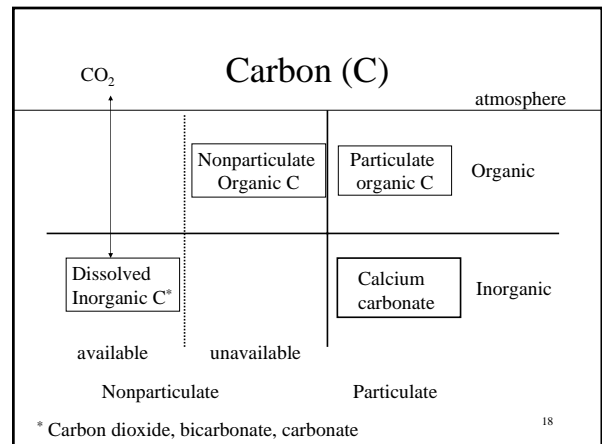 Carbon (C)
CO₂
atmosphere
Nonparticulate
Organic C
Particulate
organic C
Organic
Dissolved
Inorganic C*
Calcium
carbonate
Inorganic
available
unavailable
Nonparticulate
Particulate
* Carbon dioxide, bicarbonate, carbonate
18